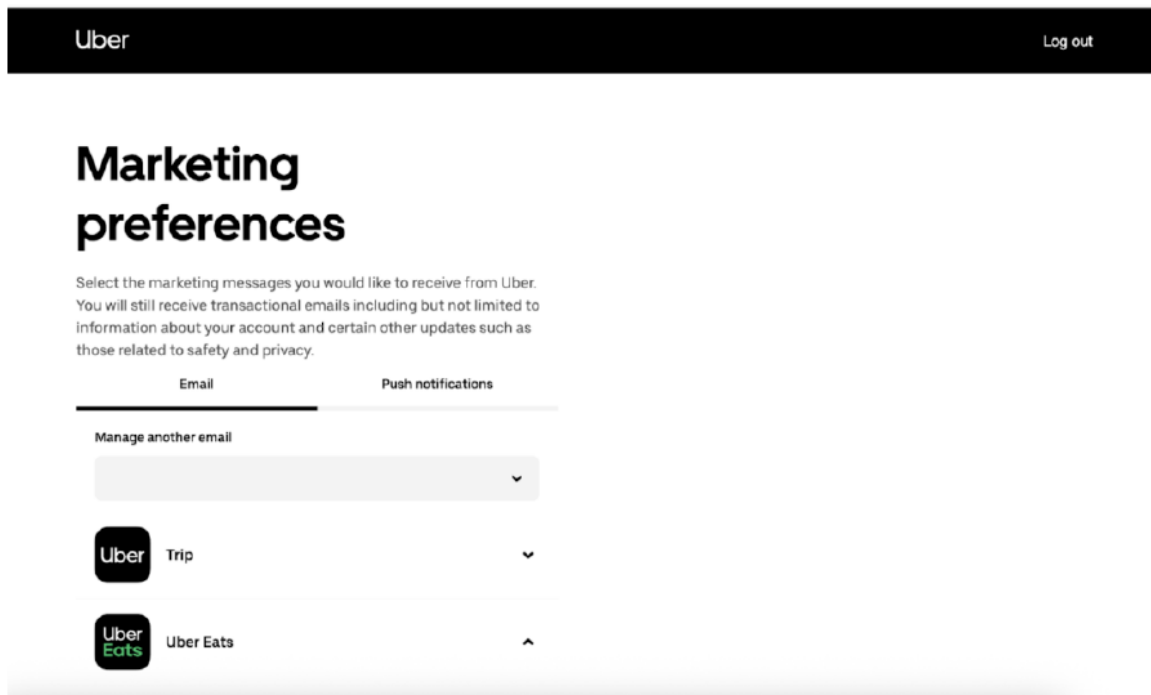 Uber
Log out
Marketing
preferences
Select the marketing messages you would like to receive from Uber.
You will still receive transactional emails including but not limited to
information about your account and certain other updates such as
those related to safety and privacy.
Email
Push notifications
Manage another email
Uber
Trip
Uber
Eats
Uber Eats